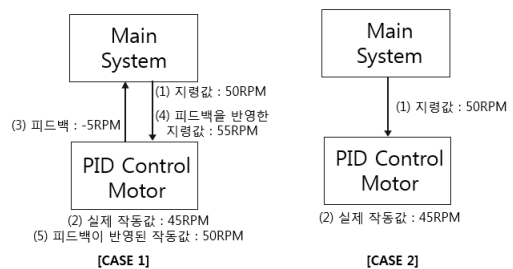 Main
System
(1) 지령값 : 50RPM
(4) 피드백을 반영한
지령값 : 55RPM
(3) 피드백 : -5RPM
PID Control
Motor
(2) 실제 작동값 : 45RPM
(5) 피드백이 반영된 작동값 : 50RPM
[CASE 1]
Main
System
(1) 지령값 : 50RPM
PID Control
Motor
(2) 실제 작동값 : 45RPM
[CASE 2]